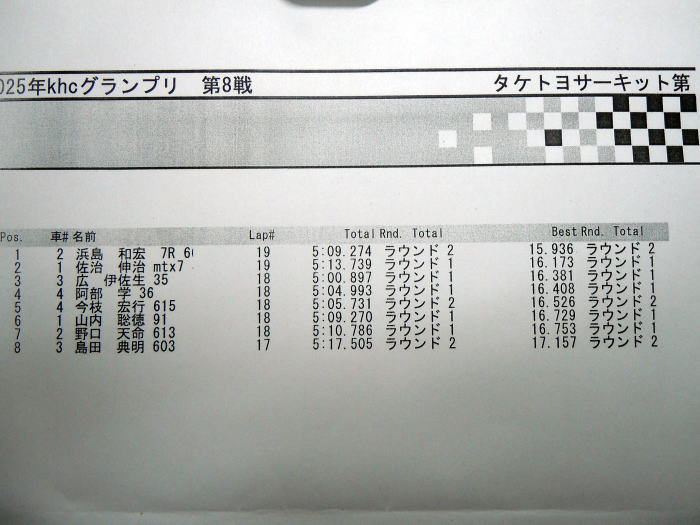 025年khcグランプリ 第8戦 タケトヨサーキット第
Pos. 車# 名前 Lap# Total Rnd. Total Best Rnd. Total
1 2 浜島 和宏 7R 6 19 5:09.274 ラウンド 2 15.936 ラウンド 2
2 1 佐治 伸治 mtx7 19 5:13.739 ラウンド 1 16.173 ラウンド 1
3 3 広 伊佐生 35 18 5:00.897 ラウンド 1 16.381 ラウンド 1
4 4 阿部 学 36 18 5:04.993 ラウンド 1 16.408 ラウンド 1
5 4 今枝 宏行 615 18 5:05.731 ラウンド 2 16.526 ラウンド 2
6 1 山内 聡徳 911 18 5:09.270 ラウンド 1 16.729 ラウンド 1
7 2 野口 天命 613 18 5:10.786 ラウンド 1 16.753 ラウンド 1
8 3 島田 典明 603 17 5:17.505 ラウンド 2 17.157 ラウンド 2